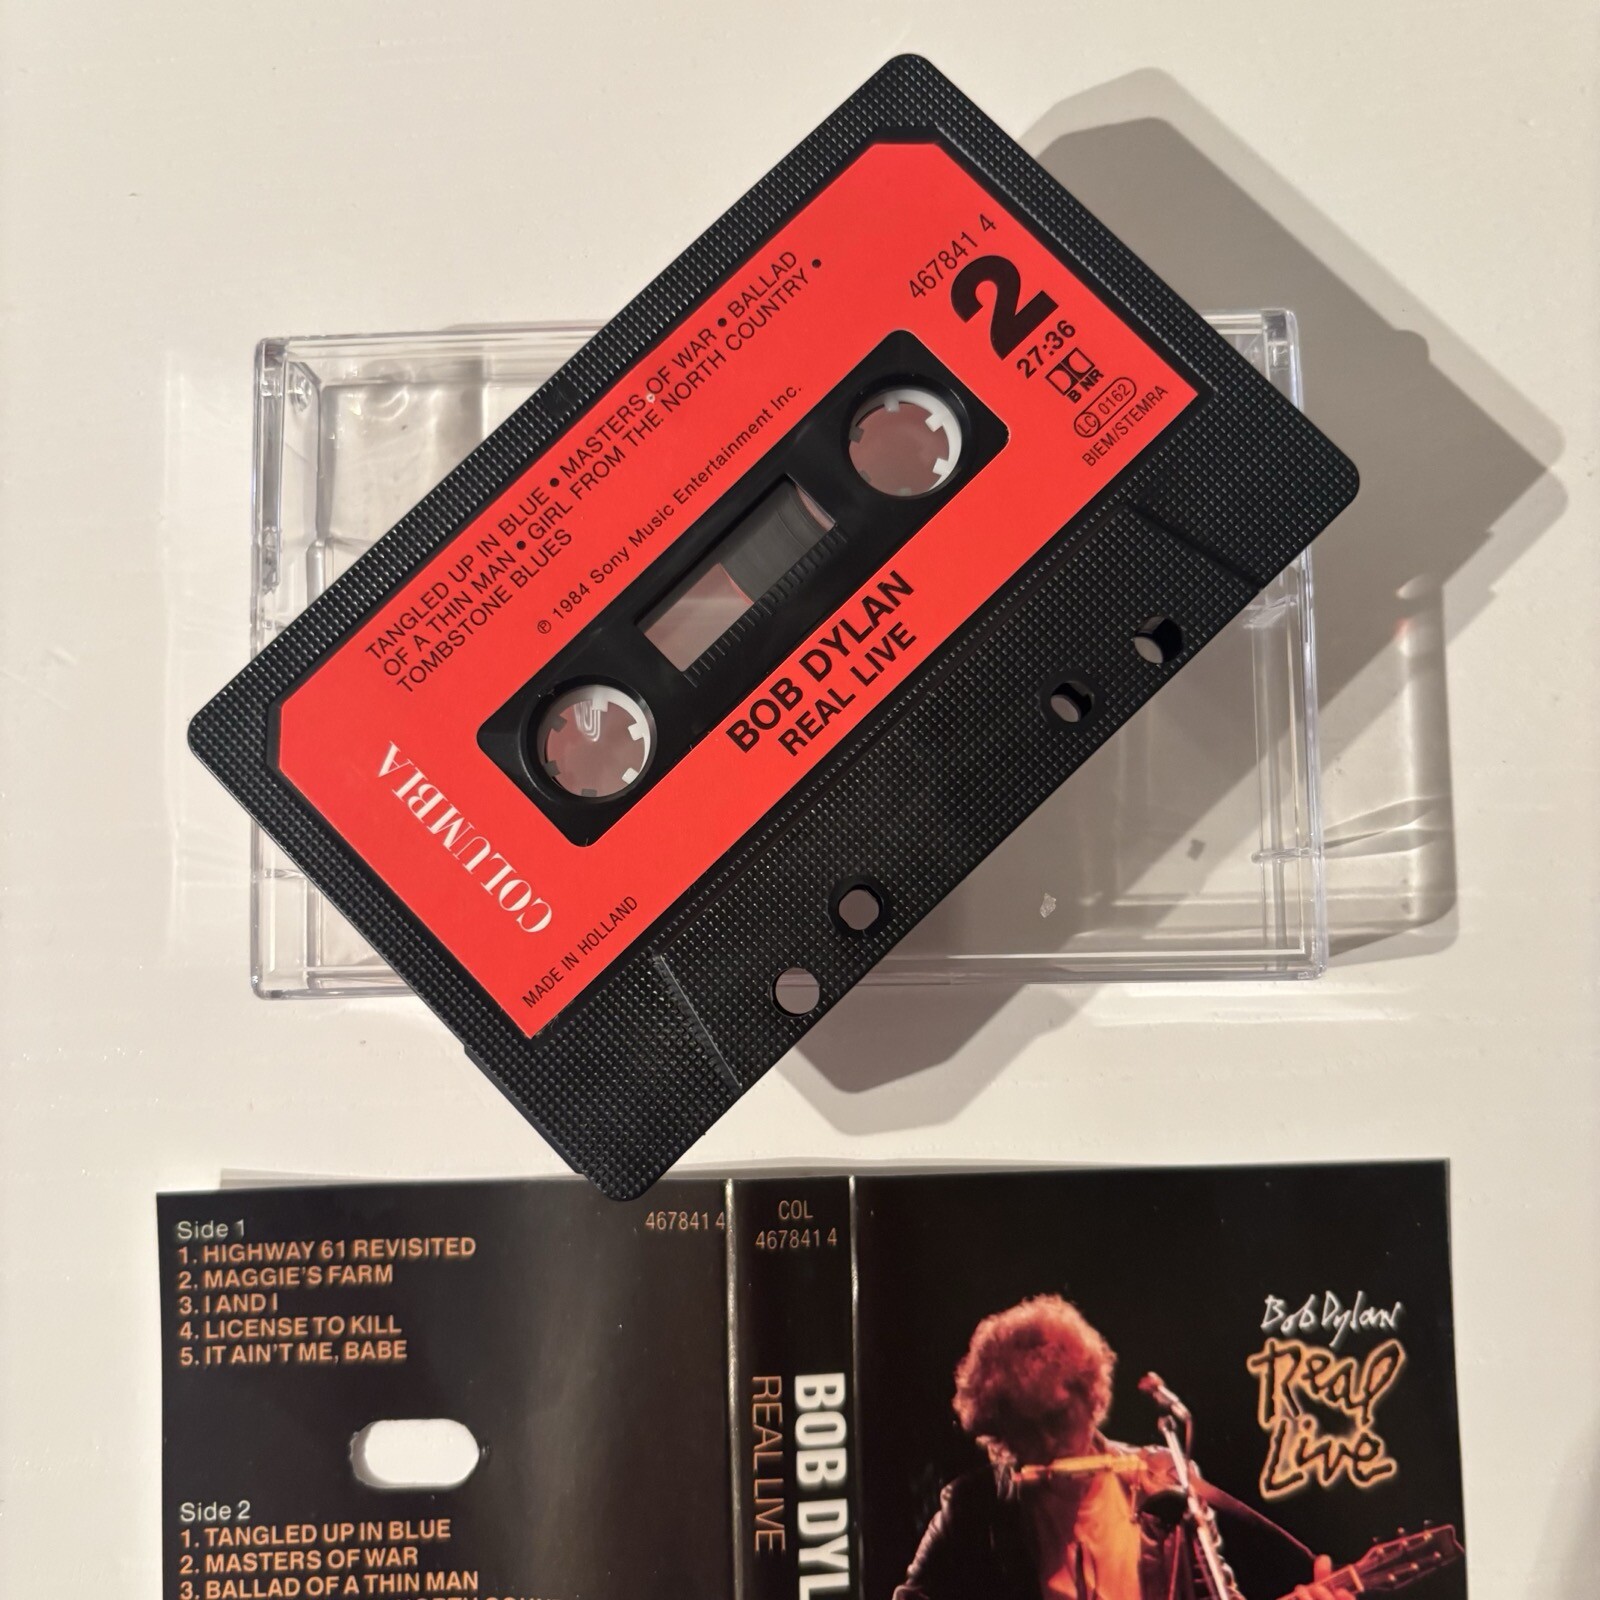 467841 4
2
27:36
B NR
LC 0162
BIEM/STEMRA
TANGLED UP IN BLUE • MASTERS OF WAR • BALLAD
OF A THIN MAN • GIRL FROM THE NORTH COUNTRY •
TOMBSTONE BLUES
℗ 1984 Sony Music Entertainment Inc.
BOB DYLAN
REAL LIVE
COLUMBIA
MADE IN HOLLAND
Side 1
1. HIGHWAY 61 REVISITED
2. MAGGIE'S FARM
3. I AND I
4. LICENSE TO KILL
5. IT AIN'T ME, BABE
467841 4
Side 2
1. TANGLED UP IN BLUE
2. MASTERS OF WAR
3. BALLAD OF A THIN MAN
COL
467841 4
BOB DYL
REAL LIVE
Bob Dylan
Real
Live